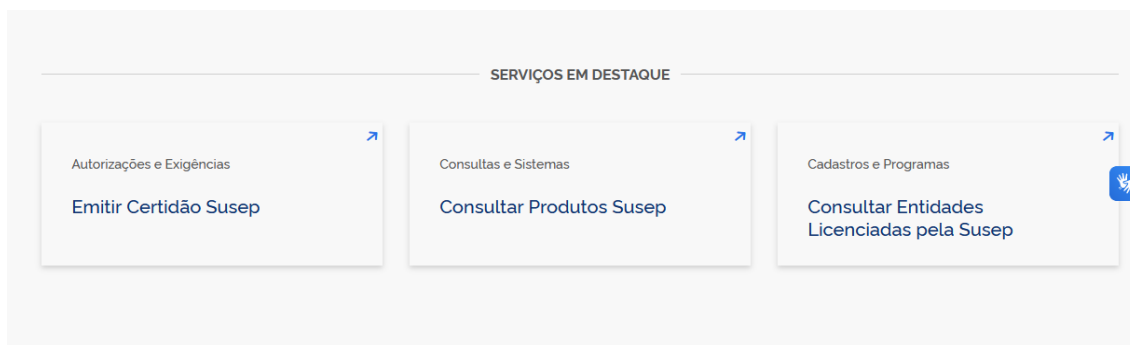 SERVIÇOS EM DESTAQUE
Autorizações e Exigências
Emitir Certidão Susep
Consultas e Sistemas
Consultar Produtos Susep
Cadastros e Programas
Consultar Entidades
Licenciadas pela Susep